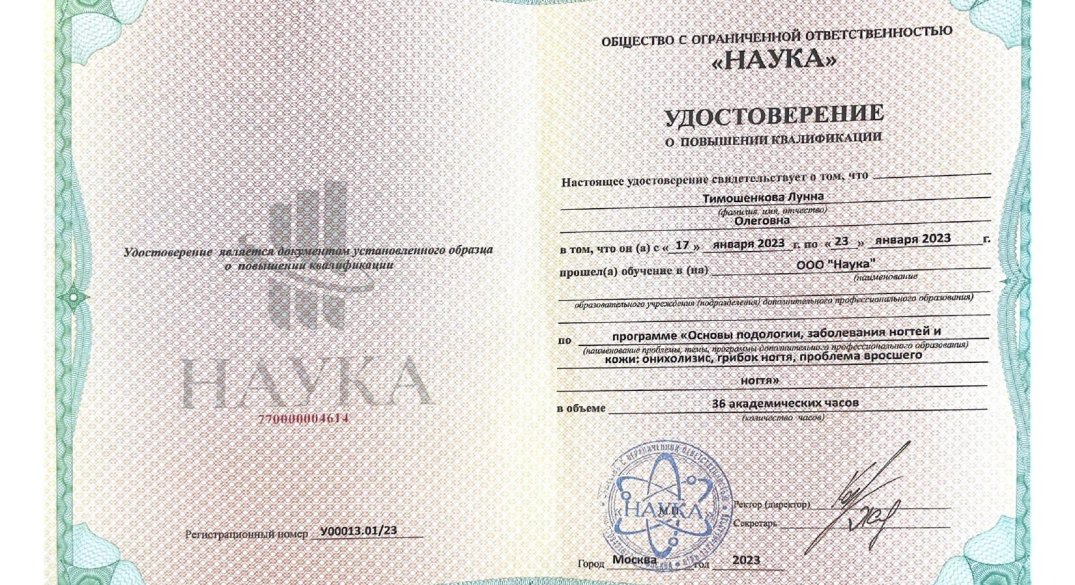 Удостоверение является документом установленного образца
о повышении квалификации
НАУКА
770000004614
Регистрационный номер У00013.01/23
ОБЩЕСТВО С ОГРАНИЧЕННОЙ ОТВЕТСТВЕННОСТЬЮ
«НАУКА»
УДОСТОВЕРЕНИЕ
О ПОВЫШЕНИИ КВАЛИФИКАЦИИ
Настоящее удостоверение свидетельствует о том, что
Тимошенкова Лунна
(фамилия, имя, отчество)
Олеговна
в том, что он (а) с « 17 » января 2023 г. по « 23 » января 2023 г.
прошел(а) обучение в (на) ООО "Наука"
(наименование
образовательного учреждения (подразделения) дополнительного профессионального образования)
по программе «Основы подологии, заболевания ногтей и
(наименование проблемы, темы, программы дополнительного профессионального образования)
кожи: онихолизис, грибок ногтя, проблема вросшего
ногтя»
в объеме 36 академических часов
(количество часов)
НАУКА
М.П.
Ректор (директор)
Секретарь
Город Москва год 2023